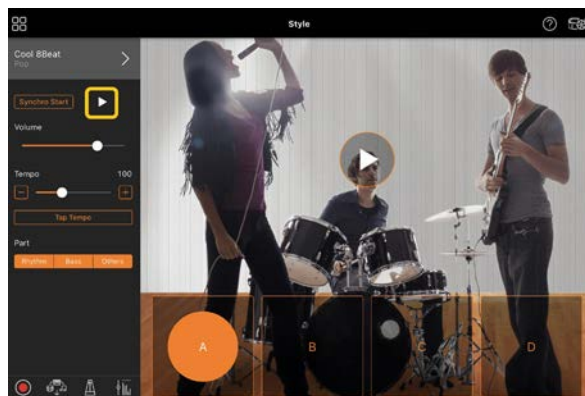 Style
Cool 8Beat
Pop
Synchro Start
Volume
Tempo 100
Tap Tempo
Part
Rhythm Bass Others
A B C D